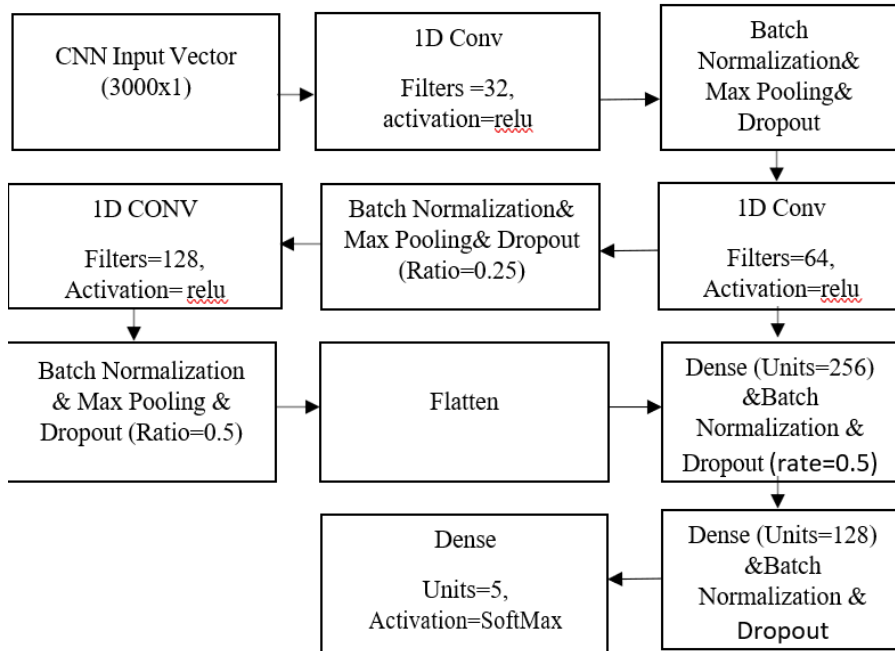 CNN Input Vector
(3000x1)
1D Conv
Filters =32,
activation=relu
Batch
Normalization&
Max Pooling&
Dropout
1D Conv
Filters=64,
Activation=relu
Batch Normalization&
Max Pooling& Dropout
(Ratio=0.25)
1D CONV
Filters=128,
Activation= relu
Batch Normalization
& Max Pooling &
Dropout (Ratio=0.5)
Flatten
Dense (Units=256)
&Batch
Normalization &
Dropout (rate=0.5)
Dense (Units=128)
&Batch
Normalization &
Dropout
Dense
Units=5,
Activation=SoftMax